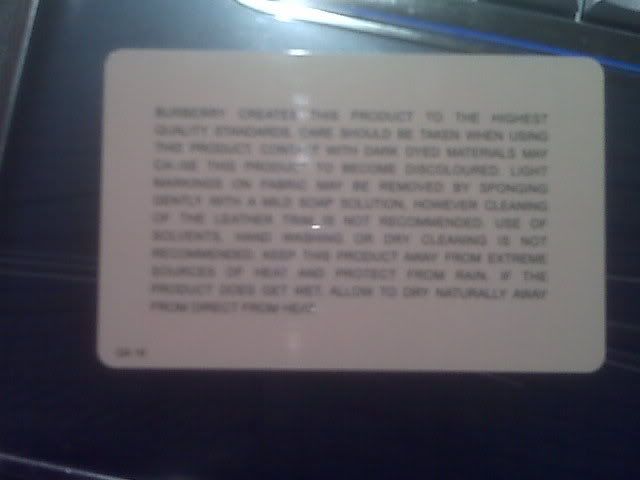 BURBERRY CREATES THIS PRODUCT TO THE HIGHEST
QUALITY STANDARDS. CARE SHOULD BE TAKEN WHEN USING
THIS PRODUCT. CONTACT WITH DARK DYED MATERIALS MAY
CAUSE THIS PRODUCT TO BECOME DISCOLOURED. LIGHT
MARKINGS ON FABRIC MAY BE REMOVED BY SPONGING
GENTLY WITH A MILD SOAP SOLUTION, HOWEVER CLEANING
OF THE LEATHER TRIM IS NOT RECOMMENDED. USE OF
SOLVENTS, HAND WASHING OR DRY CLEANING IS NOT
RECOMMENDED. KEEP THIS PRODUCT AWAY FROM EXTREME
SOURCES OF HEAT AND PROTECT FROM RAIN. IF THE
PRODUCT DOES GET WET, ALLOW TO DRY NATURALLY AWAY
FROM DIRECT FROM HEAT.